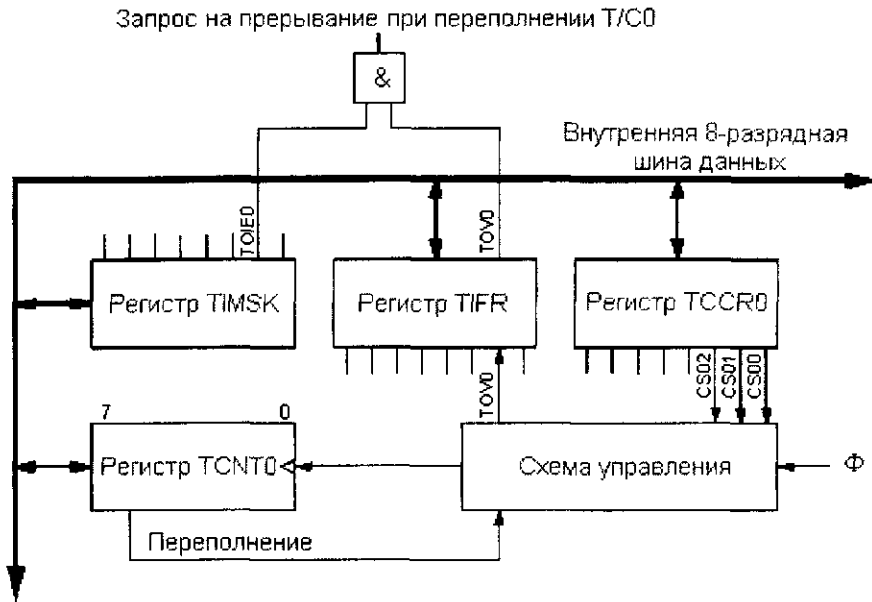 Запрос на прерывание при переполнении T/C0
&
Внутренняя 8-разрядная
шина данных
TOIE0
TOV0
Регистр TIMSK
Регистр TIFR
Регистр TCCR0
TOV0
CS02
CS01
CS00
7
0
Регистр TCNT0
Схема управления
Ф
Переполнение